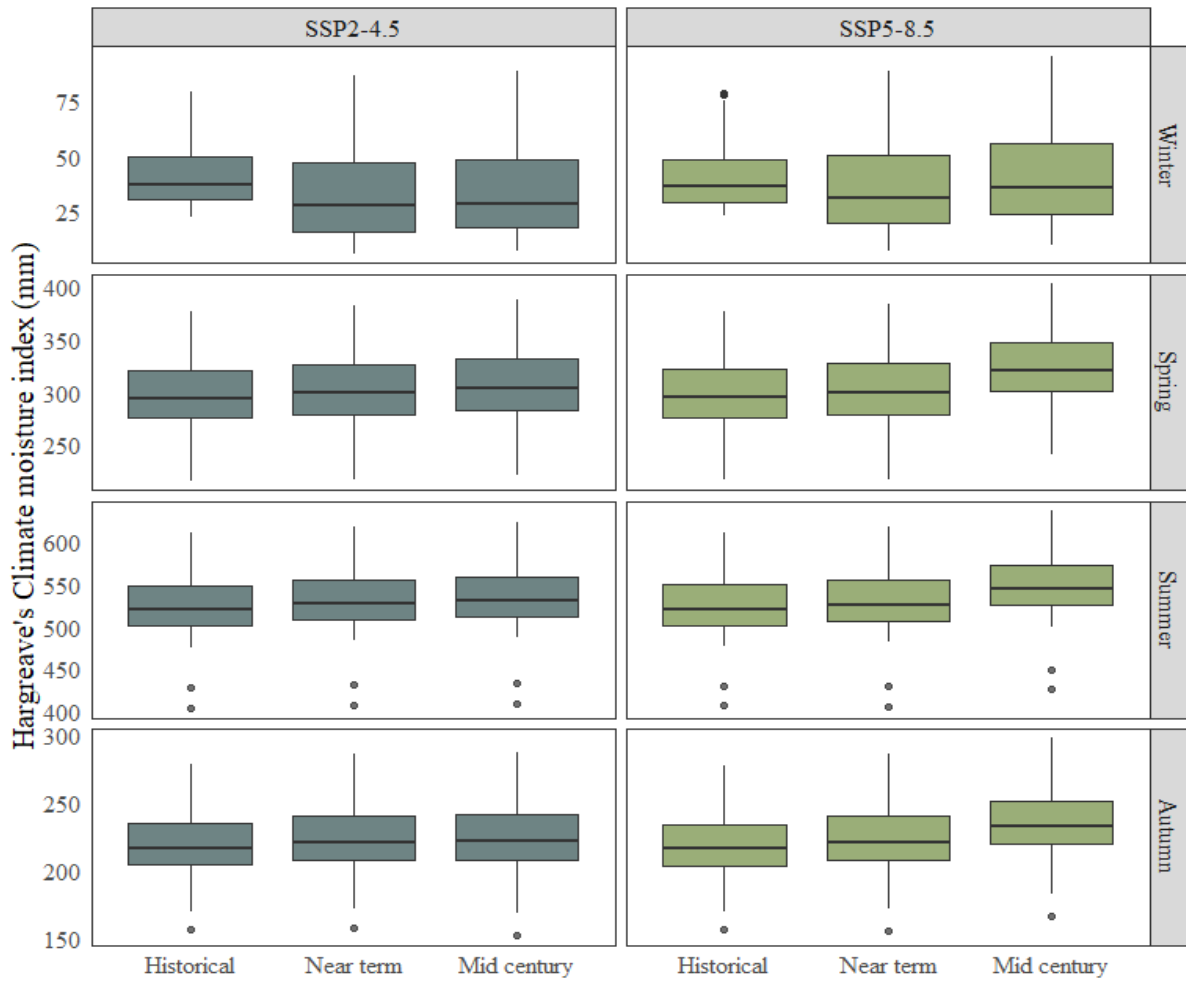 SSP2-4.5
SSP5-8.5
Hargreave's Climate moisture index (mm)
75
50
25
Winter
400
350
300
250
Spring
600
550
500
450
400
Summer
300
250
200
150
Autumn
Historical
Near term
Mid century
Historical
Near term
Mid century